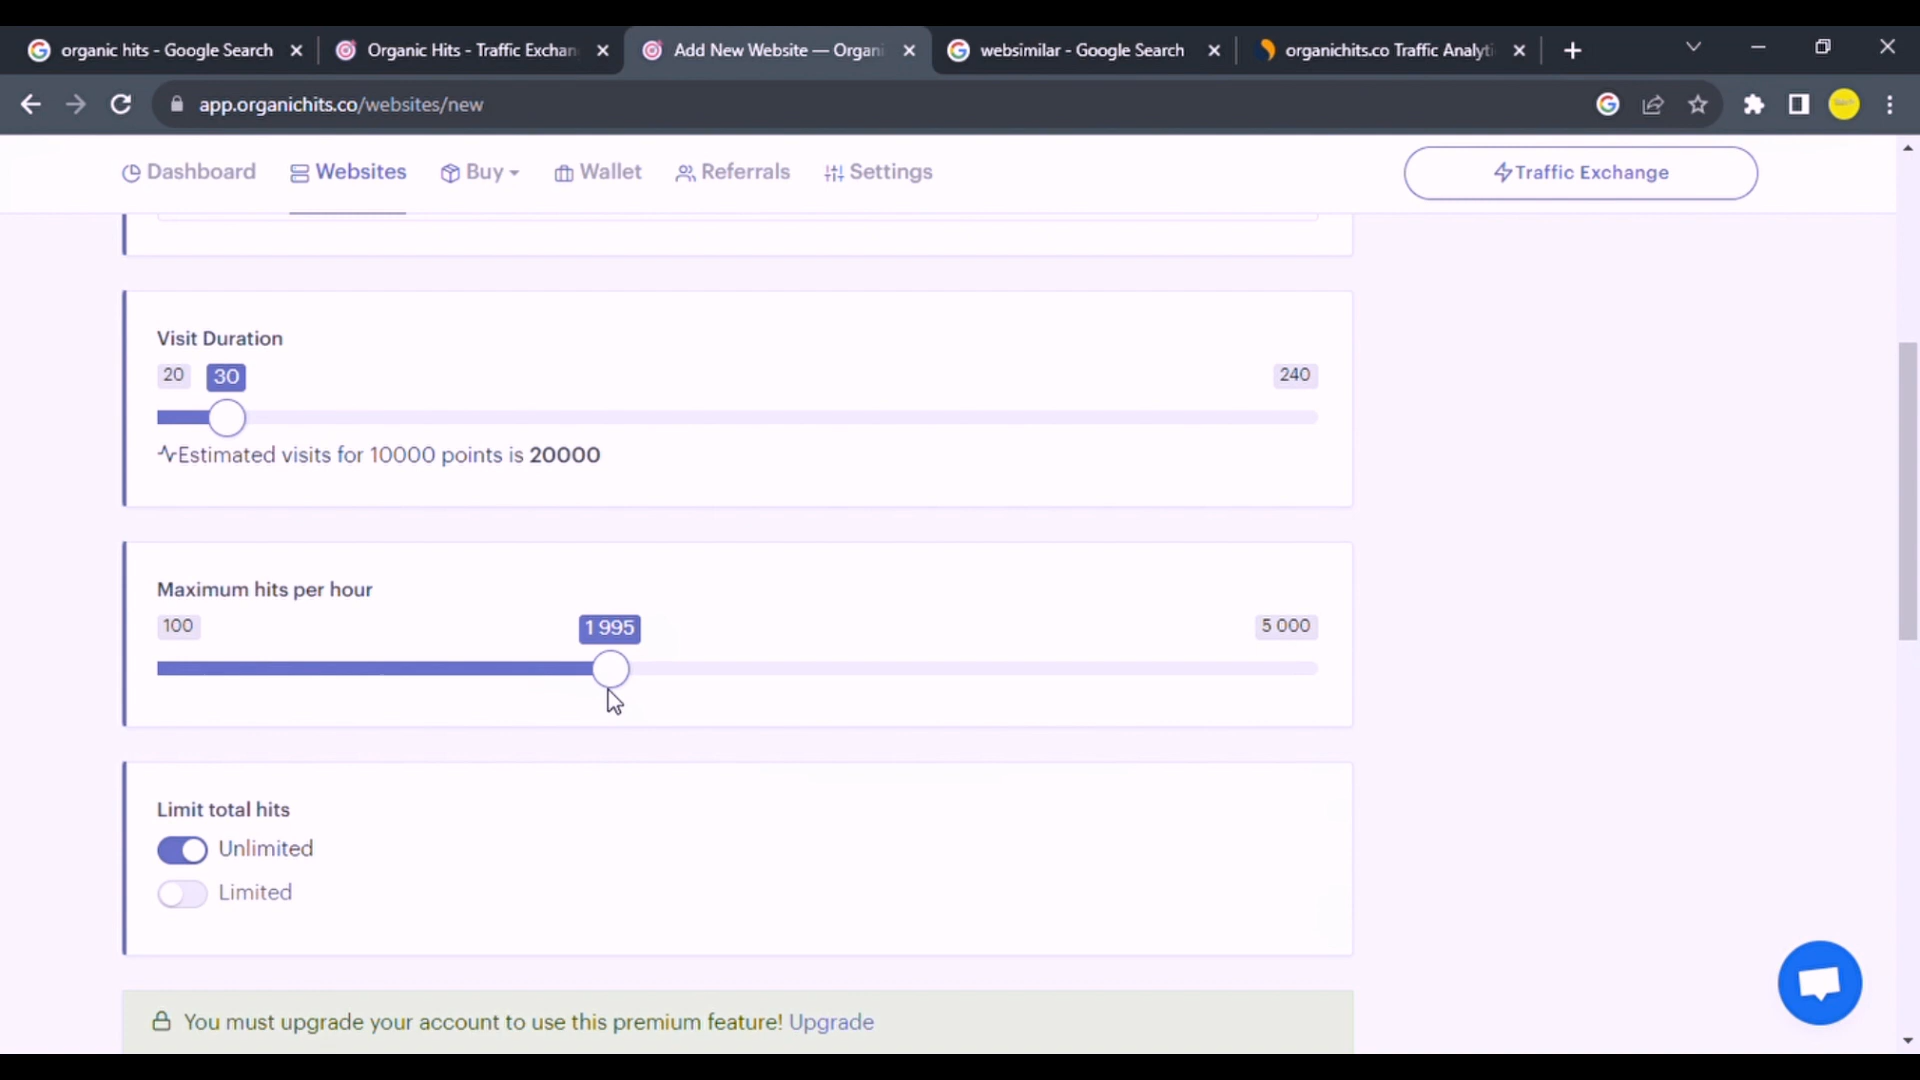 organic hits - Google Search
Organic Hits - Traffic Exchan
Add New Website — Organi
websimilar - Google Search
organichits.co Traffic Analyti
app.organichits.co/websites/new
Dashboard
Websites
Buy
Wallet
Referrals
Settings
Traffic Exchange
Visit Duration
20
30
240
Estimated visits for 10000 points is 20000
Maximum hits per hour
100
1 995
5 000
Limit total hits
Unlimited
Limited
You must upgrade your account to use this premium feature! Upgrade